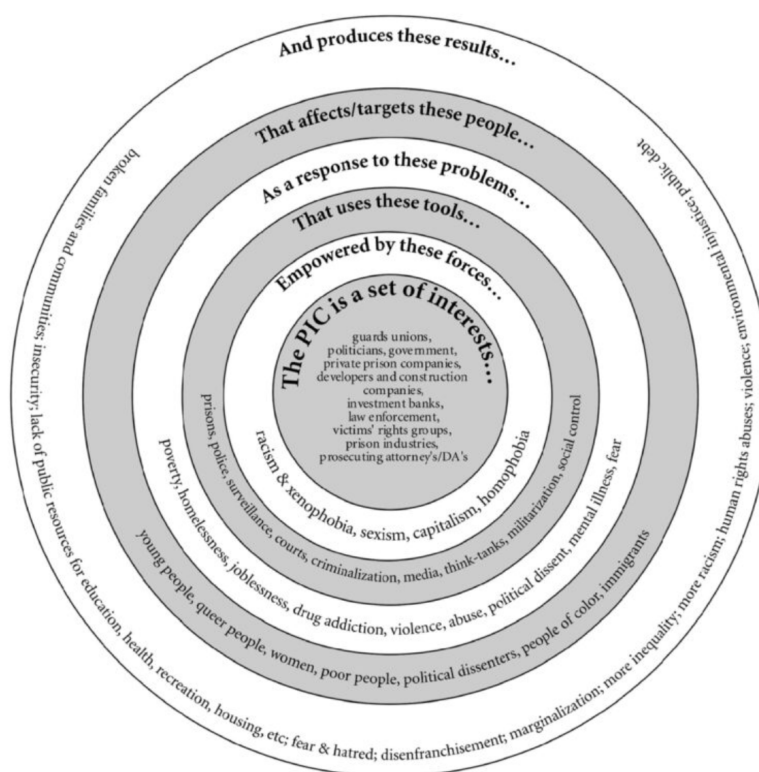 And produces these results...
broken families and communities; insecurity; lack of public resources for education, health, recreation, housing, etc; fear & hatred; disenfranchisement; marginalization; more inequality; more racism; human rights abuses; violence; environmental injustice; public debt
That affects/targets these people...
young people, queer people, women, poor people, political dissenters, people of color, immigrants
As a response to these problems...
poverty, homelessness, joblessness, drug addiction, violence, abuse, political dissent, mental illness, fear
That uses these tools...
prisons, police, surveillance, courts, criminalization, media, think-tanks, militarization, social control
Empowered by these forces...
racism & xenophobia, sexism, capitalism, homophobia
The PIC is a set of interests...
guards unions,
politicians, government,
private prison companies,
developers and construction
companies,
investment banks,
law enforcement,
victims' rights groups,
prison industries,
prosecuting attorney's/DA's